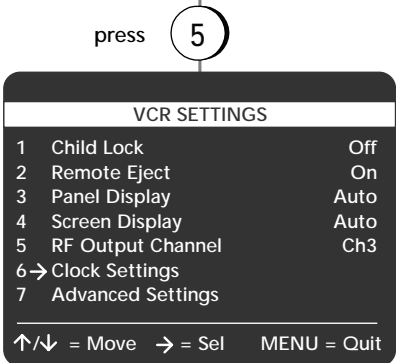 press 5
VCR SETTINGS
1 Child Lock Off
2 Remote Eject On
3 Panel Display Auto
4 Screen Display Auto
5 RF Output Channel Ch3
6→ Clock Settings
7 Advanced Settings
↑/↓ = Move → = Sel MENU = Quit